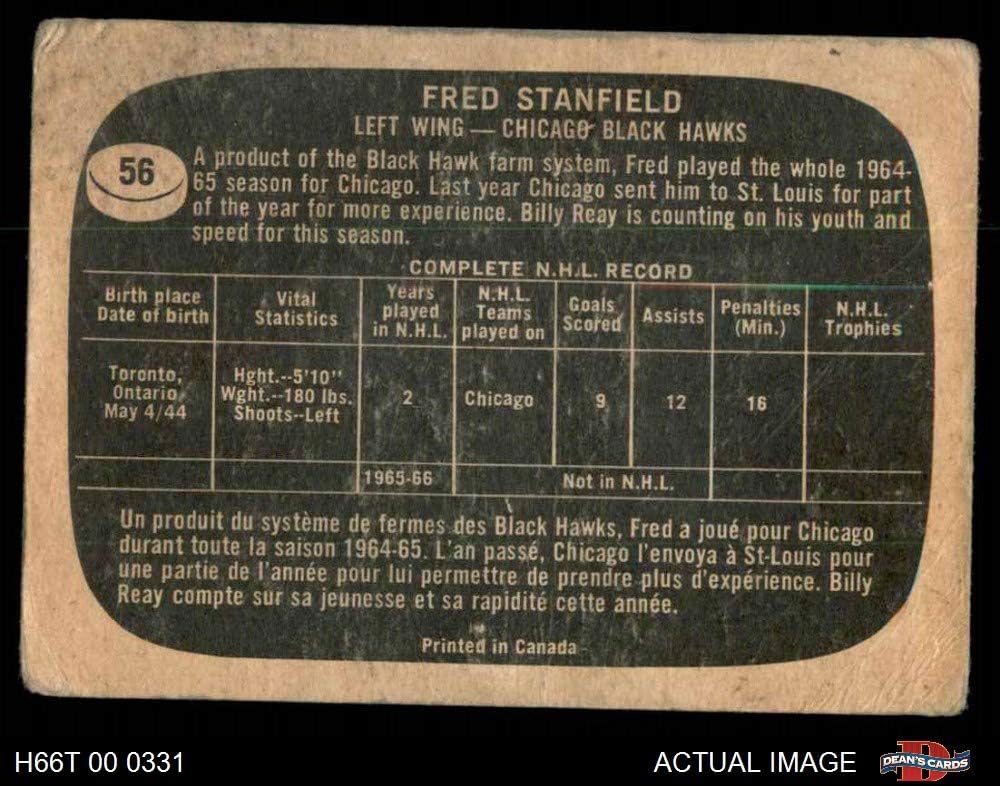 FRED STANFIELD
LEFT WING — CHICAGO BLACK HAWKS
56
A product of the Black Hawk farm system, Fred played the whole 1964-
65 season for Chicago. Last year Chicago sent him to St. Louis for part
of the year for more experience. Billy Reay is counting on his youth and
speed for this season.
COMPLETE N.H.L. RECORD
Birth place
Date of birth
Vital
Statistics
Years
played
in N.H.L.
N.H.L.
Teams
played on
Goals
Scored
Assists
Penalties
(Min.)
N.H.L.
Trophies
Toronto,
Ontario
May 4/44
Hght.--5'10"
Wght.--180 lbs.
Shoots--Left
2
Chicago
9
12
16
1965-66
Not in N.H.L.
Un produit du système de fermes des Black Hawks, Fred a joué pour Chicago
durant toute la saison 1964-65. L'an passé, Chicago l'envoya à St-Louis pour
une partie de l'année pour lui permettre de prendre plus d'expérience. Billy
Reay compte sur sa jeunesse et sa rapidité cette année.
Printed in Canada
H66T 00 0331
ACTUAL IMAGE
D
DEAN'S CARDS